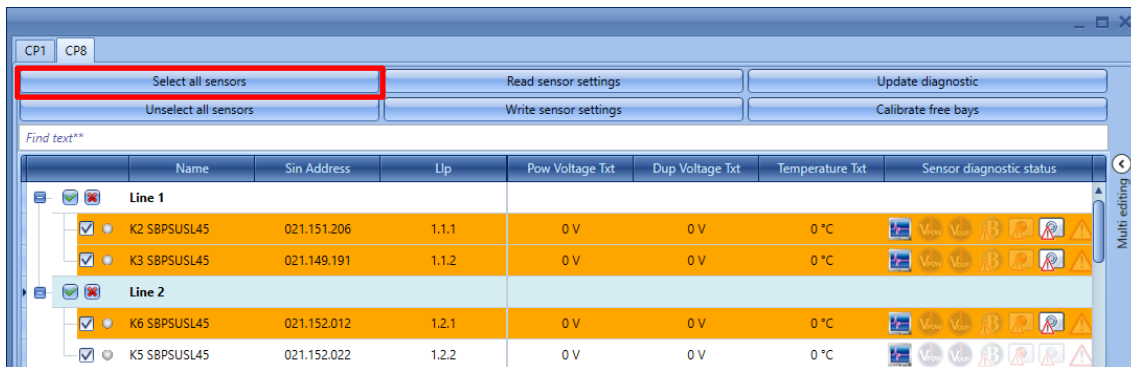 CP1 CP8
Select all sensors Read sensor settings Update diagnostic
Unselect all sensors Write sensor settings Calibrate free bays
Find text**
Name Sin Address Llp Pow Voltage Txt Dup Voltage Txt Temperature Txt Sensor diagnostic status
Line 1
K2 SBPSUSL45 021.151.206 1.1.1 0 V 0 V 0 °C
K3 SBPSUSL45 021.149.191 1.1.2 0 V 0 V 0 °C
Line 2
K6 SBPSUSL45 021.152.012 1.2.1 0 V 0 V 0 °C
K5 SBPSUSL45 021.152.022 1.2.2 0 V 0 V 0 °C
Multi editing